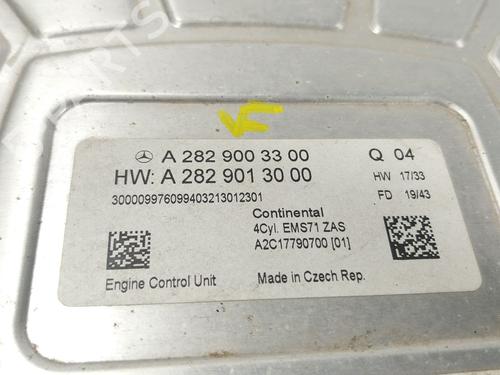 A 282 900 33 00
Q 04
HW: A 282 901 30 00
HW 17/33
FD 19/43
300009976099403213012301
Continental
4Cyl. EMS71 ZAS
A2C17790700 [01]
Engine Control Unit
Made in Czech Rep.